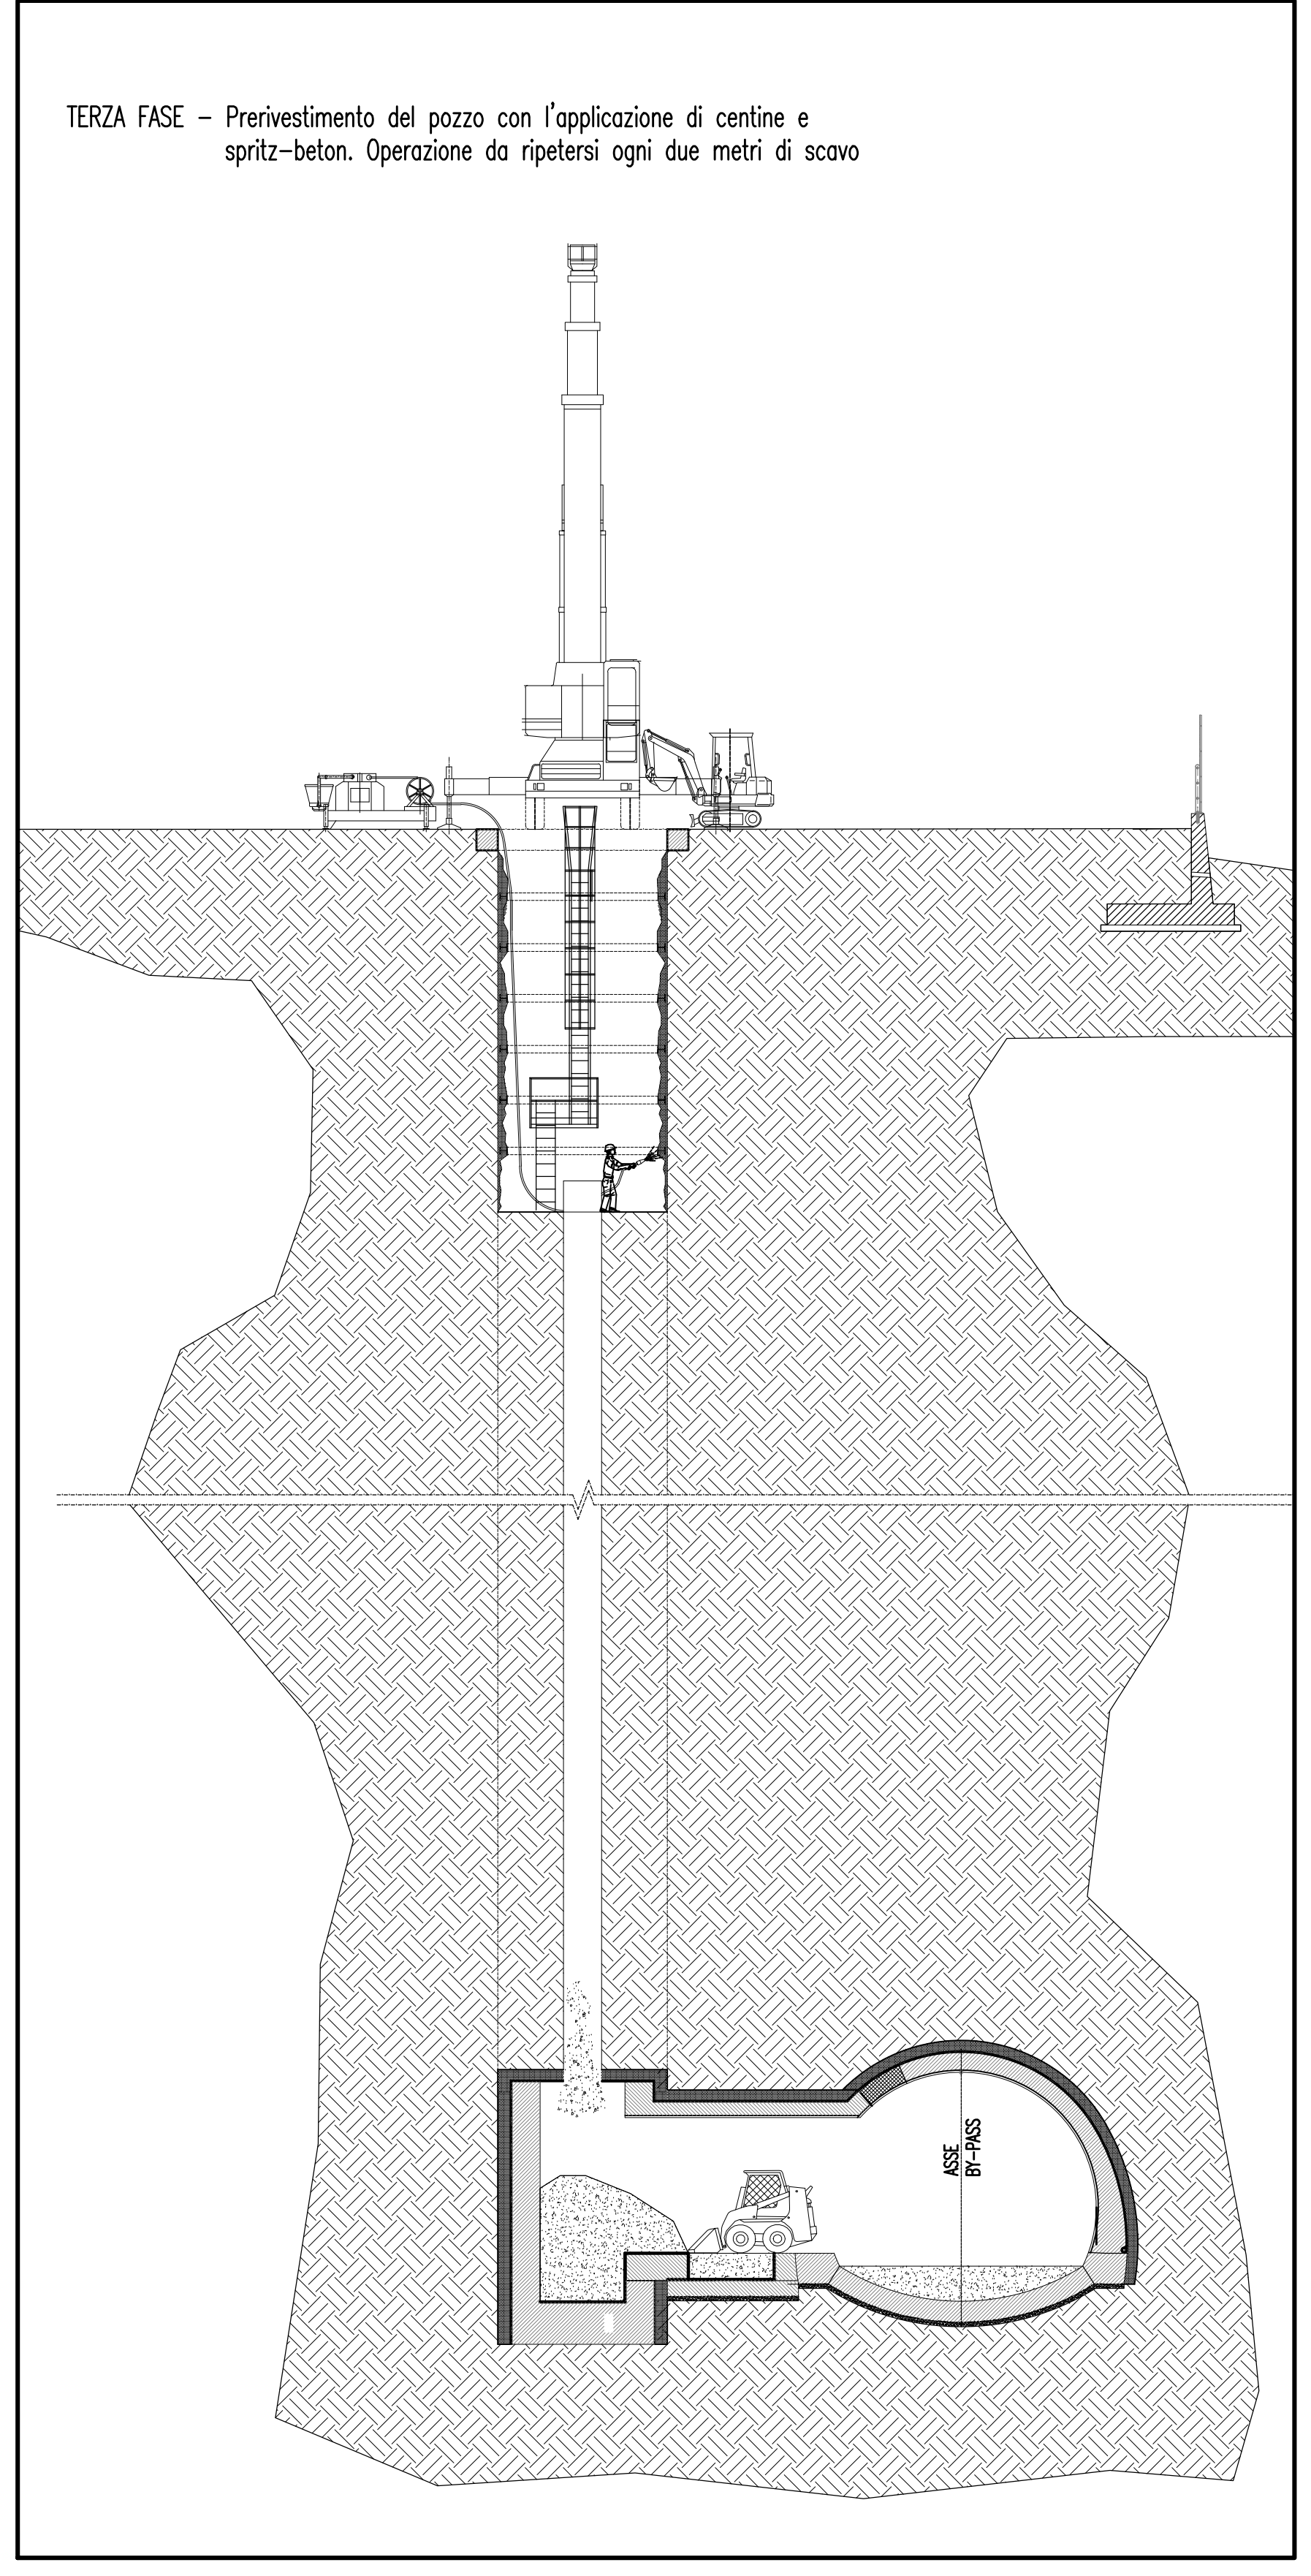 TERZA FASE – Prerivestimento del pozzo con l'applicazione di centine e
spritz–beton. Operazione da ripetersi ogni due metri di scavo
ASSE
BY–PASS